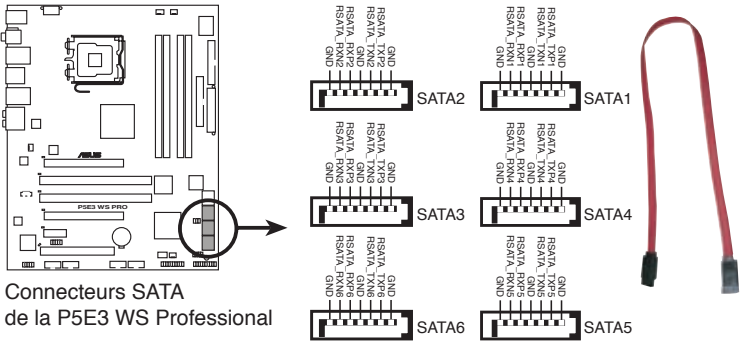 GND
RSATA_RXN2
RSATA_RXP2
GND
RSATA_TXN2
RSATA_TXP2
GND
SATA2
GND
RSATA_RXN1
RSATA_RXP1
GND
RSATA_TXN1
RSATA_TXP1
GND
SATA1
GND
RSATA_RXN3
RSATA_RXP3
GND
RSATA_TXN3
RSATA_TXP3
GND
SATA3
GND
RSATA_RXN4
RSATA_RXP4
GND
RSATA_TXN4
RSATA_TXP4
GND
SATA4
GND
RSATA_RXN6
RSATA_RXP6
GND
RSATA_TXN6
RSATA_TXP6
GND
SATA6
GND
RSATA_RXN5
RSATA_RXP5
GND
RSATA_TXN5
RSATA_TXP5
GND
SATA5
ASUS
P5E3 WS PRO
Connecteurs SATA
de la P5E3 WS Professional